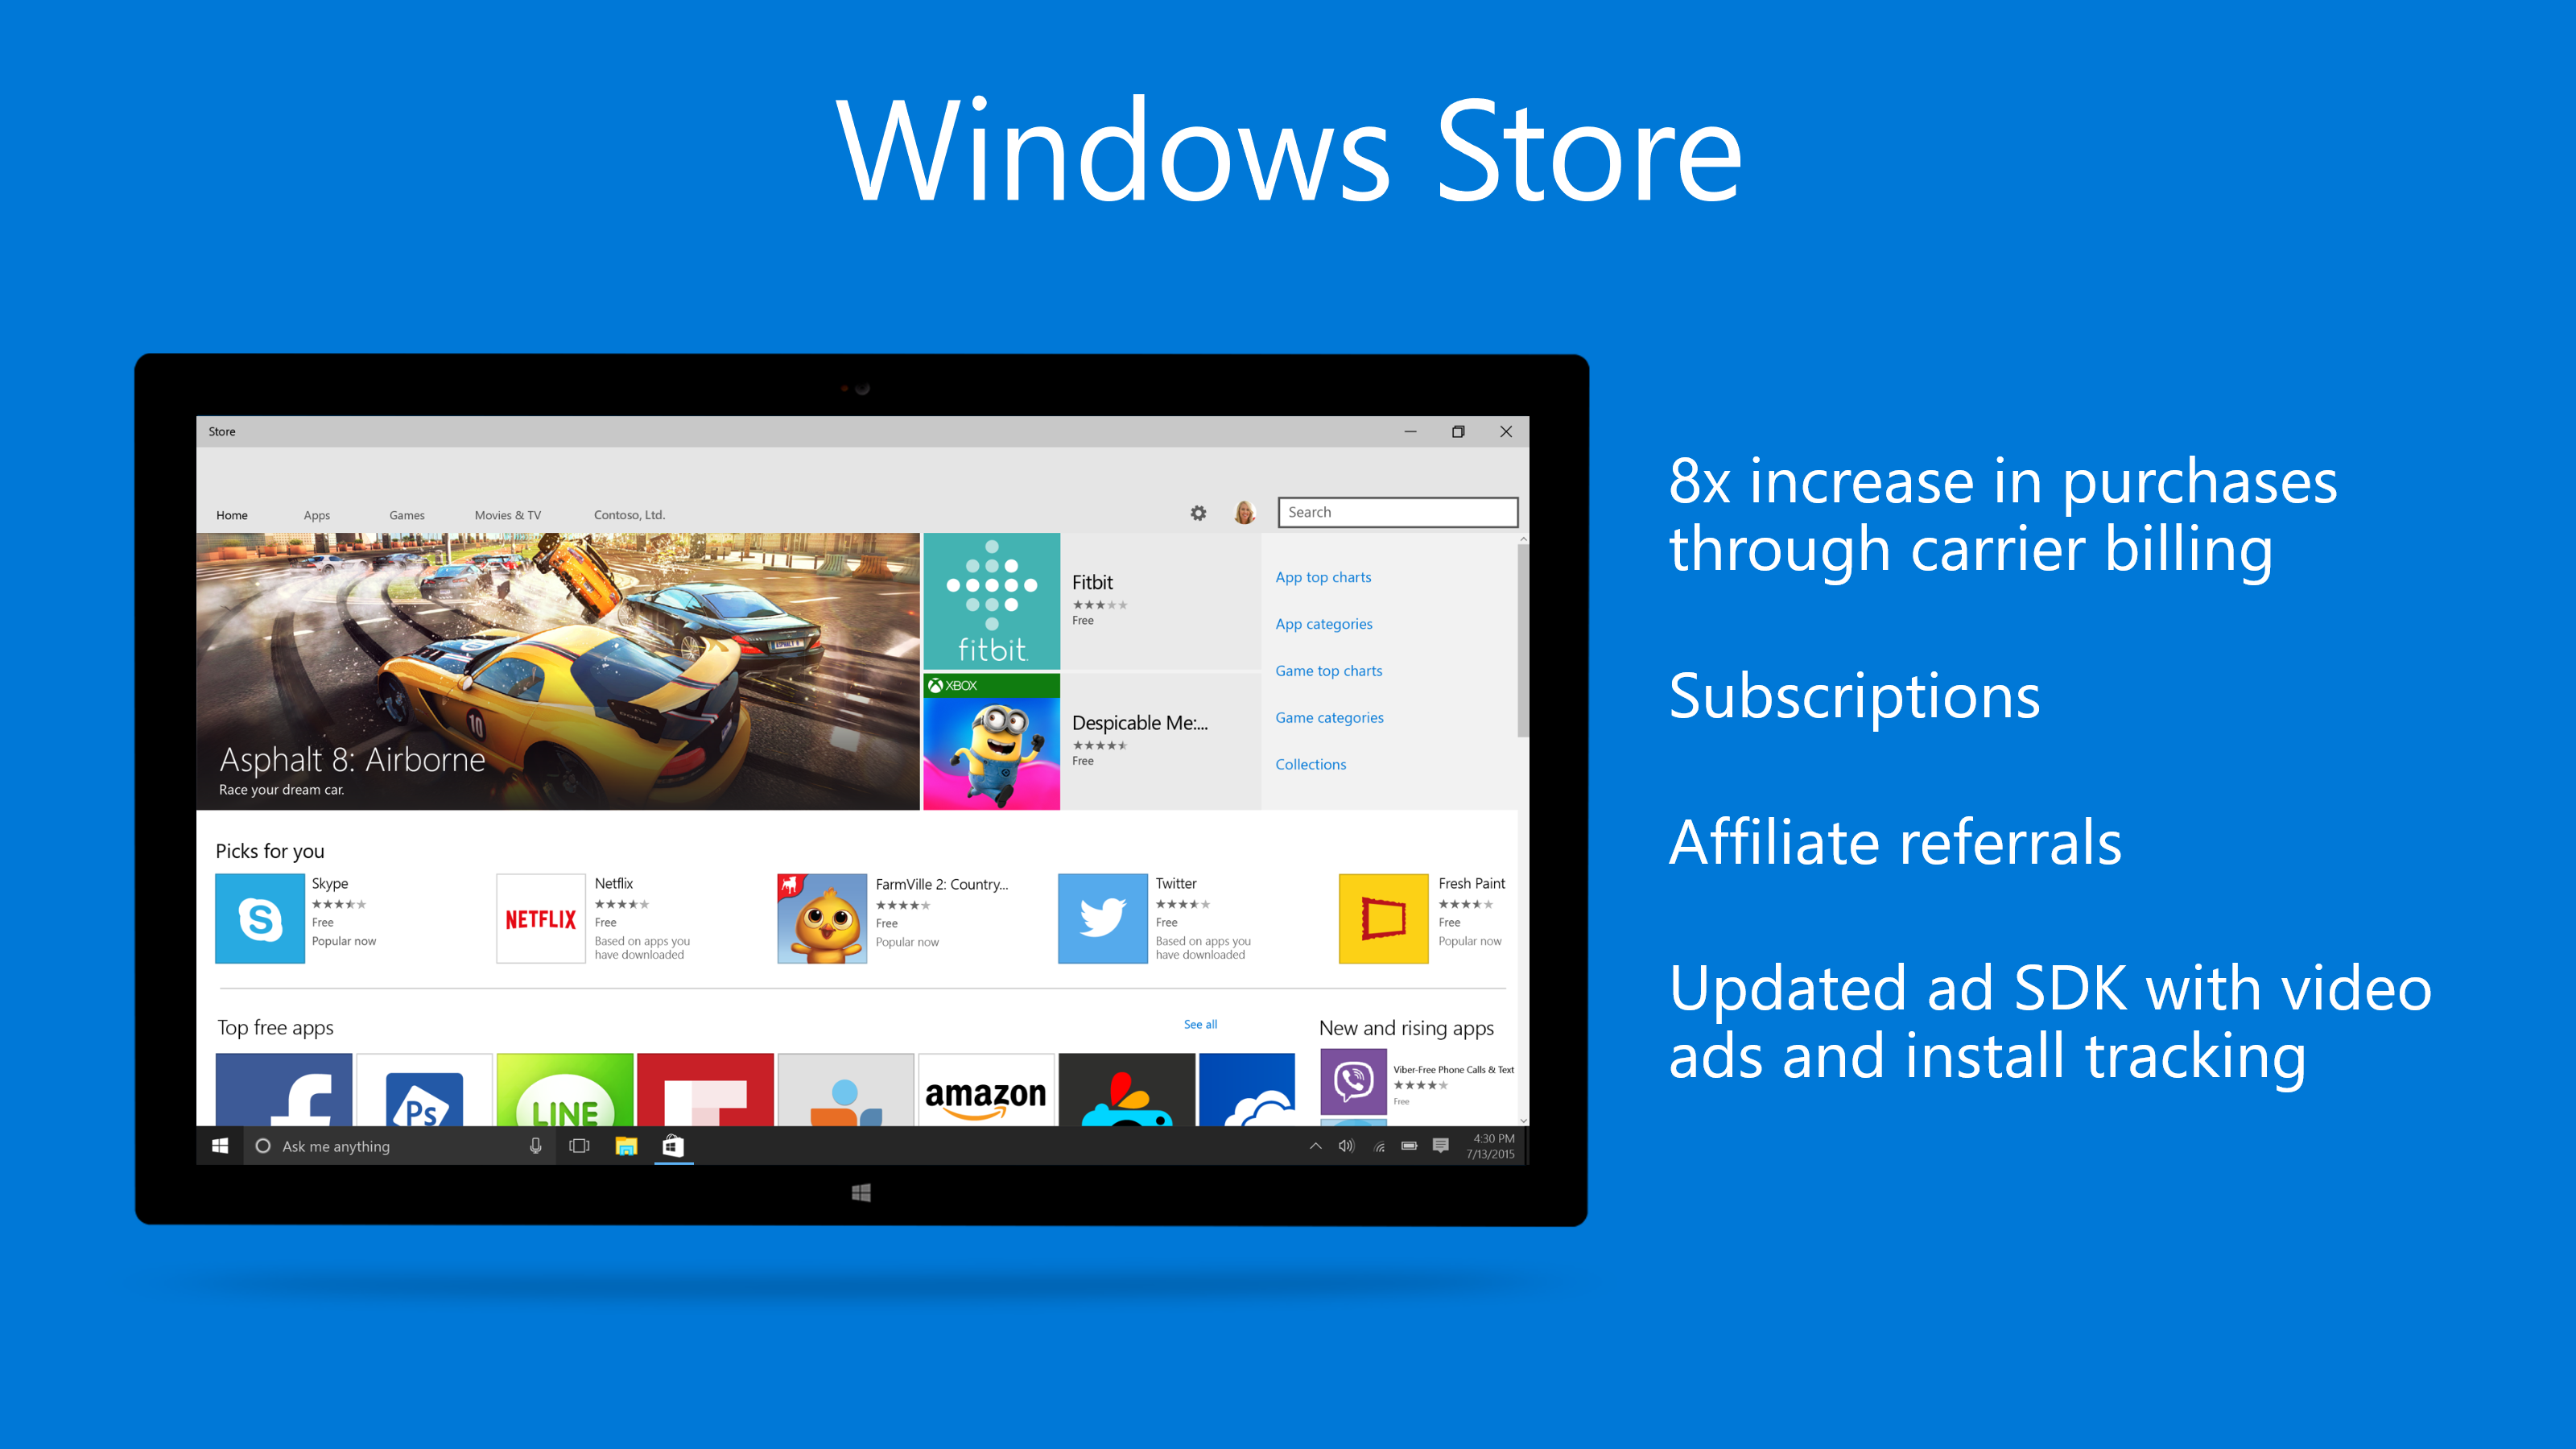 Windows Store
Store
Home
Apps
Games
Movies & TV
Contoso, Ltd.
Search
Asphalt 8: Airborne
Race your dream car.
10
fitbit
Fitbit
Free
XBOX
Despicable Me:...
Free
App top charts
App categories
Game top charts
Game categories
Collections
Picks for you
Skype
Free
Popular now
NETFLIX
Netflix
Free
Based on apps you
have downloaded
FarmVille 2: Country...
Free
Popular now
Twitter
Free
Based on apps you
have downloaded
Fresh Paint
Free
Popular now
Top free apps
See all
Ps
LINE
amazon
New and rising apps
Viber-Free Phone Calls & Text
Free
Ask me anything
4:30 PM
7/13/2015
8x increase in purchases
through carrier billing
Subscriptions
Affiliate referrals
Updated ad SDK with video
ads and install tracking